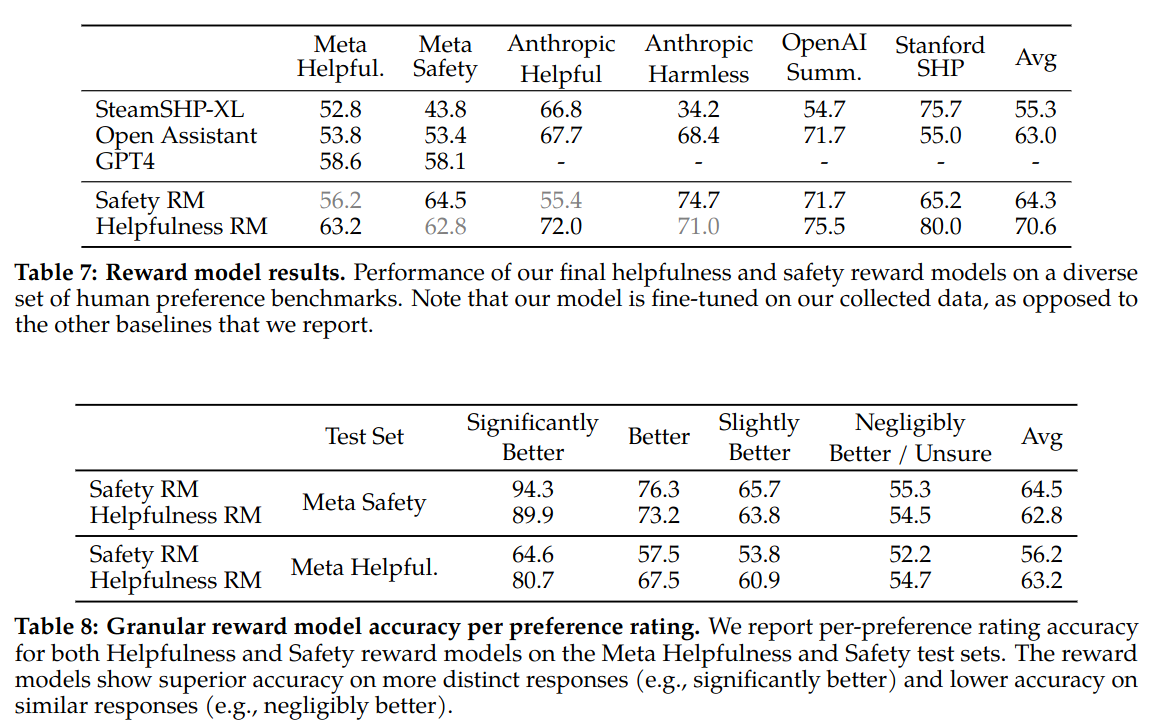 Meta Helpful. Meta Safety Anthropic Helpful Anthropic Harmless OpenAI Summ. Stanford SHP Avg
SteamSHP-XL 52.8 43.8 66.8 34.2 54.7 75.7 55.3
Open Assistant 53.8 53.4 67.7 68.4 71.7 55.0 63.0
GPT4 58.6 58.1 - - - - -
Safety RM 56.2 64.5 55.4 74.7 71.7 65.2 64.3
Helpfulness RM 63.2 62.8 72.0 71.0 75.5 80.0 70.6
Table 7: Reward model results. Performance of our final helpfulness and safety reward models on a diverse
set of human preference benchmarks. Note that our model is fine-tuned on our collected data, as opposed to
the other baselines that we report.
Test Set Significantly Better Better Slightly Better Negligibly Better / Unsure Avg
Safety RM Meta Safety 94.3 76.3 65.7 55.3 64.5
Helpfulness RM 89.9 73.2 63.8 54.5 62.8
Safety RM Meta Helpful. 64.6 57.5 53.8 52.2 56.2
Helpfulness RM 80.7 67.5 60.9 54.7 63.2
Table 8: Granular reward model accuracy per preference rating. We report per-preference rating accuracy
for both Helpfulness and Safety reward models on the Meta Helpfulness and Safety test sets. The reward
models show superior accuracy on more distinct responses (e.g., significantly better) and lower accuracy on
similar responses (e.g., negligibly better).